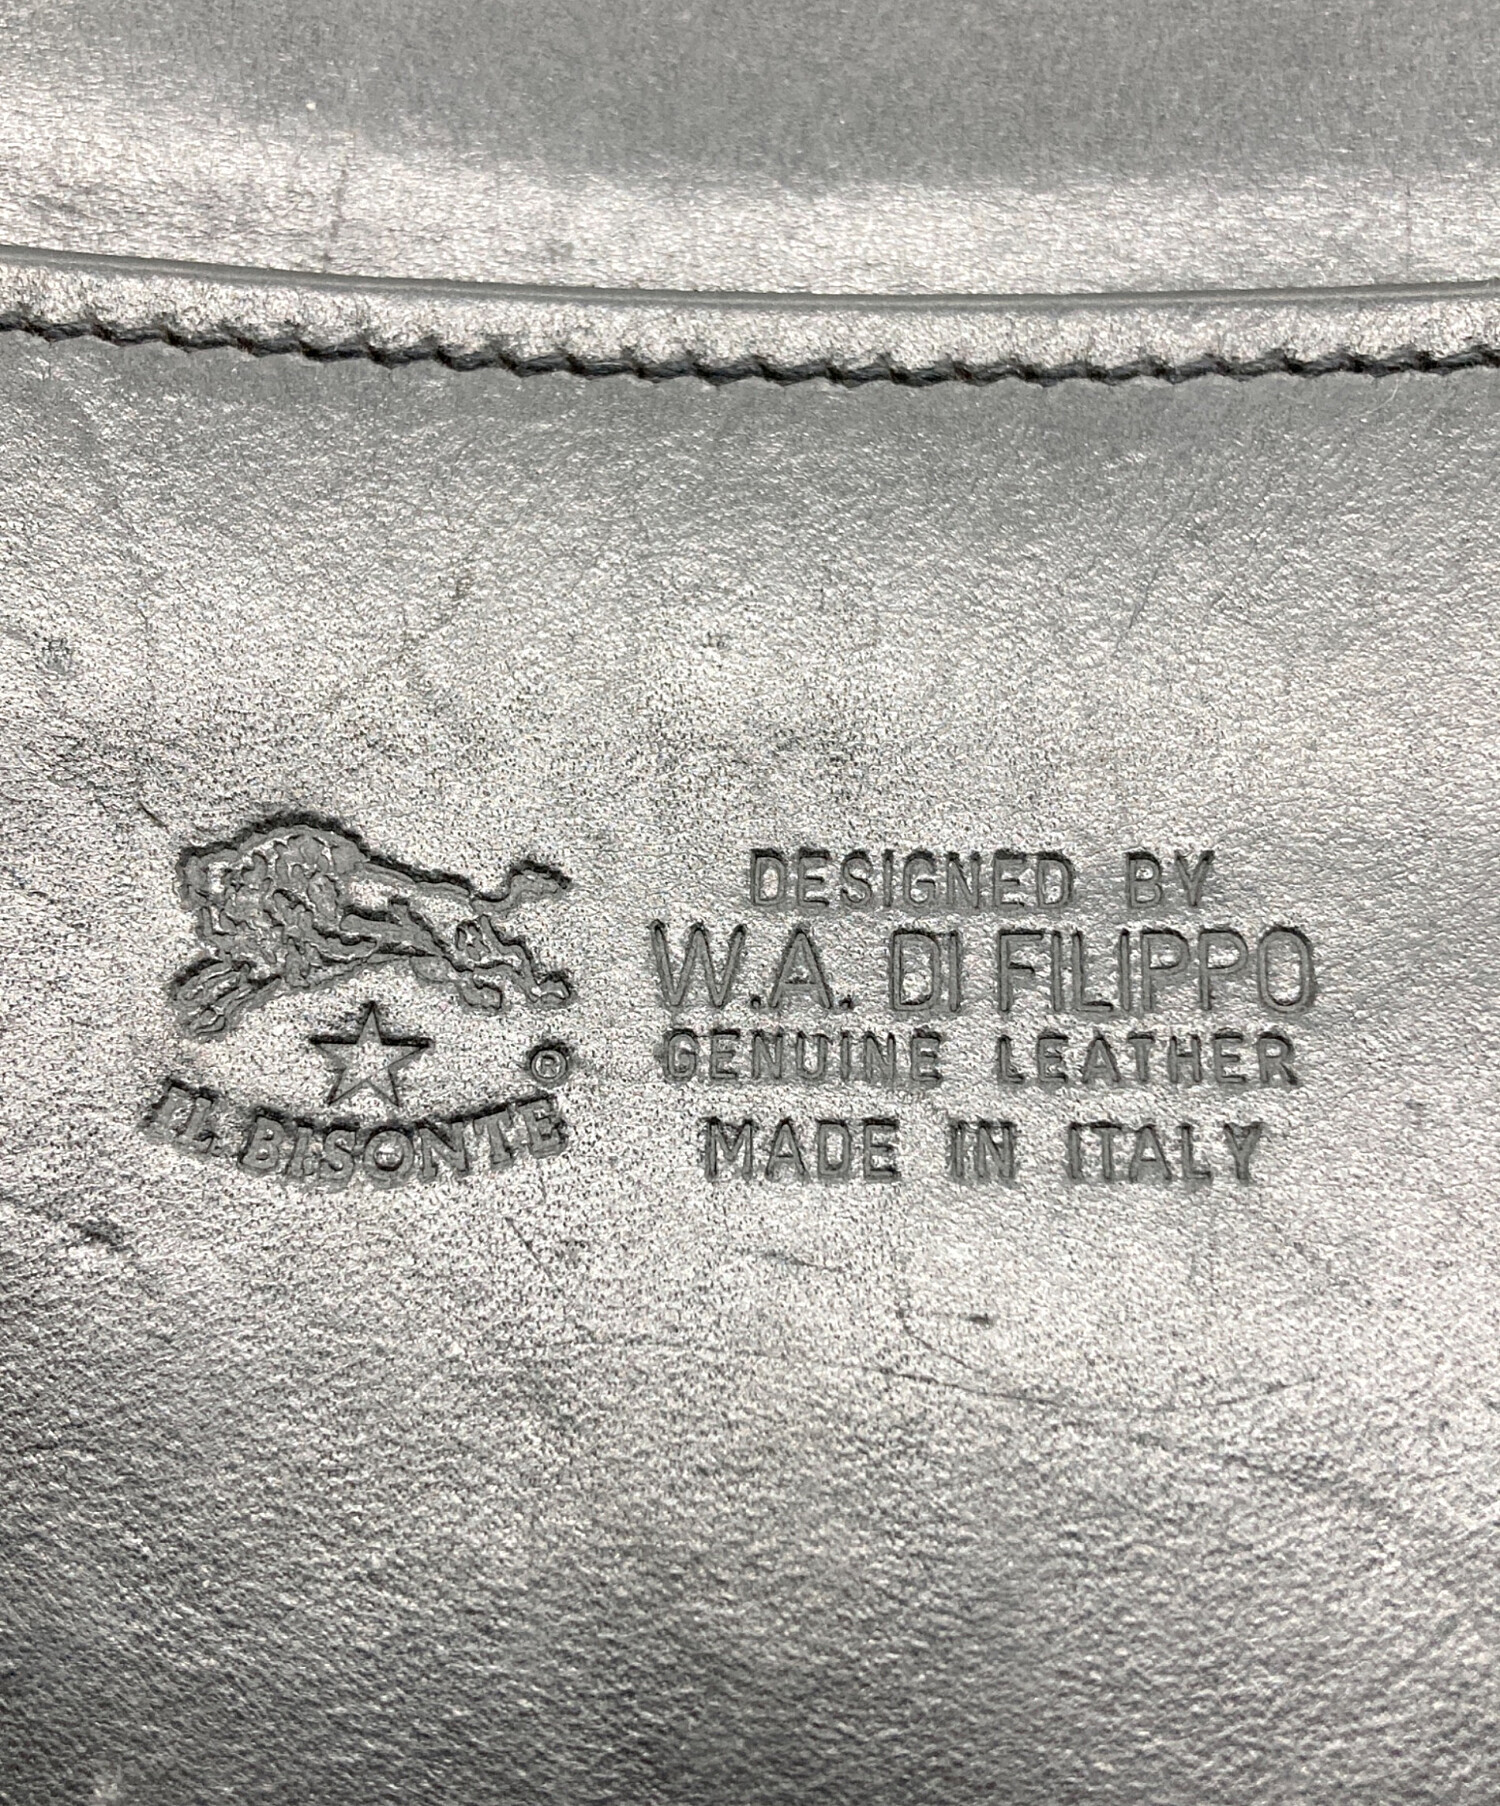 IL BISONTE
®
DESIGNED BY
W.A. DI FILIPPO
GENUINE LEATHER
MADE IN ITALY